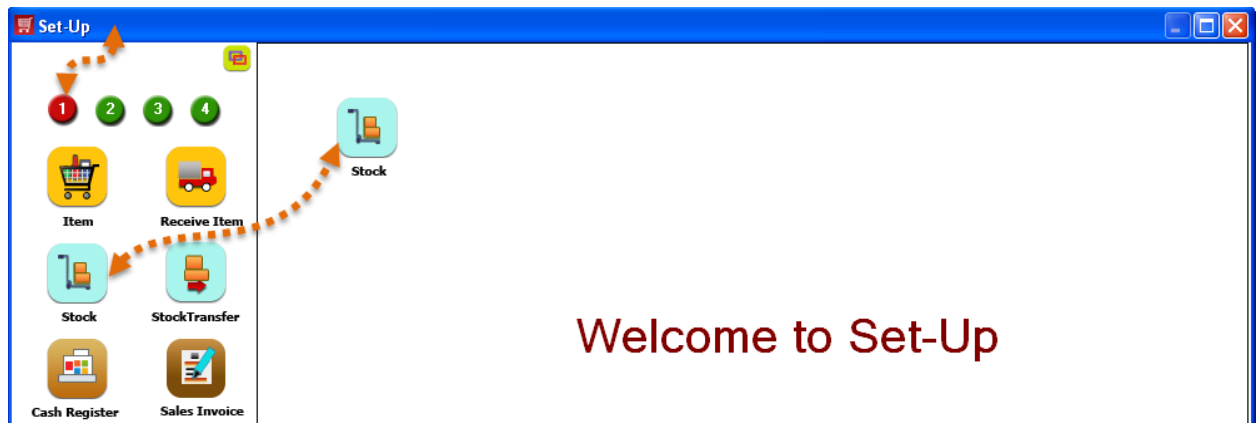 Set-Up
1 2 3 4
Stock
Item Receive Item
Stock StockTransfer
Welcome to Set-Up
Cash Register Sales Invoice